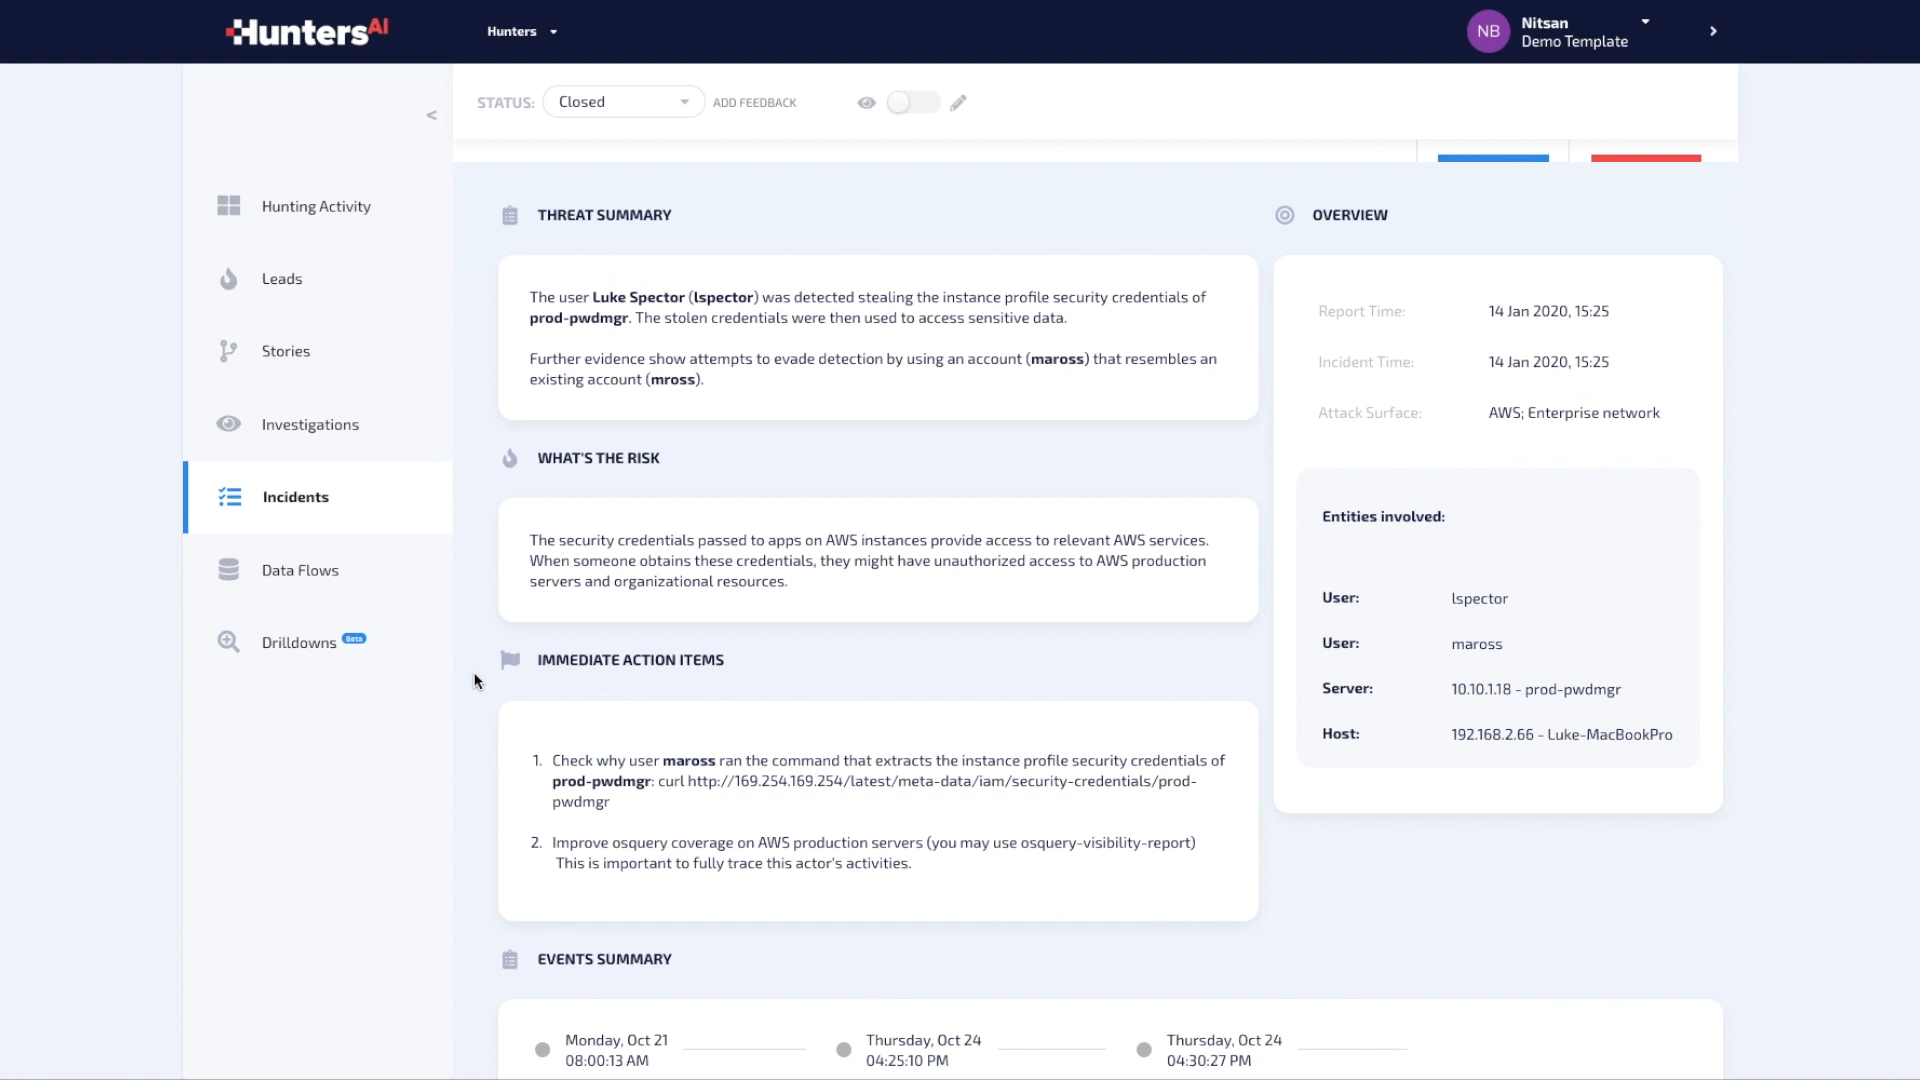 HuntersAI
Hunters
NB
Nitsan
Demo Template
>
STATUS:
Closed
ADD FEEDBACK
<
Hunting Activity
Leads
Stories
Investigations
Incidents
Data Flows
Drilldowns Beta
THREAT SUMMARY
The user Luke Spector (lspector) was detected stealing the instance profile security credentials of
prod-pwdmgr. The stolen credentials were then used to access sensitive data.
Further evidence show attempts to evade detection by using an account (maross) that resembles an
existing account (mross).
WHAT'S THE RISK
The security credentials passed to apps on AWS instances provide access to relevant AWS services.
When someone obtains these credentials, they might have unauthorized access to AWS production
servers and organizational resources.
IMMEDIATE ACTION ITEMS
1. Check why user maross ran the command that extracts the instance profile security credentials of
prod-pwdmgr: curl http://169.254.169.254/latest/meta-data/iam/security-credentials/prod-
pwdmgr
2. Improve osquery coverage on AWS production servers (you may use osquery-visibility-report)
This is important to fully trace this actor's activities.
EVENTS SUMMARY
Monday, Oct 21
08:00:13 AM
Thursday, Oct 24
04:25:10 PM
Thursday, Oct 24
04:30:27 PM
OVERVIEW
Report Time: 14 Jan 2020, 15:25
Incident Time: 14 Jan 2020, 15:25
Attack Surface: AWS; Enterprise network
Entities involved:
User: lspector
User: maross
Server: 10.10.1.18 - prod-pwdmgr
Host: 192.168.2.66 - Luke-MacBookPro